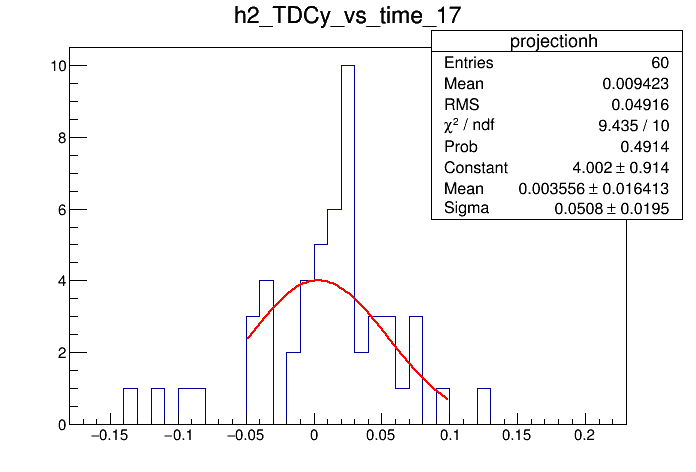 h2_TDCy_vs_time_17
projectionh
Entries 60
Mean 0.009423
RMS 0.04916
χ² / ndf 9.435 / 10
Prob 0.4914
Constant 4.002 ± 0.914
Mean 0.003556 ± 0.016413
Sigma 0.0508 ± 0.0195
10
8
6
4
2
0
−0.15 −0.1 −0.05 0 0.05 0.1 0.15 0.2